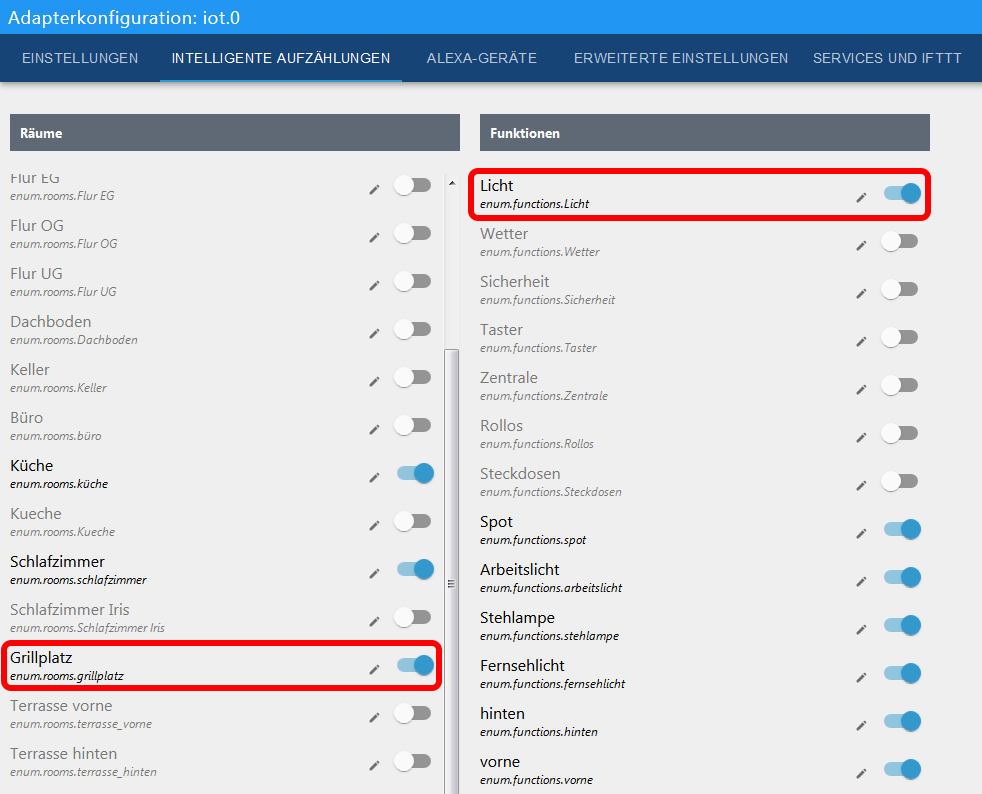 Adapterkonfiguration: iot.0
EINSTELLUNGEN
INTELLIGENTE AUFZÄHLUNGEN
ALEXA-GERÄTE
ERWEITERTE EINSTELLUNGEN
SERVICES UND IFTTT
Räume
Flur EG
enum.rooms.Flur EG
Flur OG
enum.rooms.Flur OG
Flur UG
enum.rooms.Flur UG
Dachboden
enum.rooms.Dachboden
Keller
enum.rooms.Keller
Büro
enum.rooms.büro
Küche
enum.rooms.küche
Kueche
enum.rooms.Kueche
Schlafzimmer
enum.rooms.schlafzimmer
Schlafzimmer Iris
enum.rooms.Schlafzimmer Iris
Grillplatz
enum.rooms.grillplatz
Terrasse vorne
enum.rooms.terrasse_vorne
Terrasse hinten
enum.rooms.terrasse_hinten
Funktionen
Licht
enum.functions.Licht
Wetter
enum.functions.Wetter
Sicherheit
enum.functions.Sicherheit
Taster
enum.functions.Taster
Zentrale
enum.functions.Zentrale
Rollos
enum.functions.Rollos
Steckdosen
enum.functions.Steckdosen
Spot
enum.functions.spot
Arbeitslicht
enum.functions.arbeitslicht
Stehlampe
enum.functions.stehlampe
Fernsehlicht
enum.functions.fernsehlicht
hinten
enum.functions.hinten
vorne
enum.functions.vorne